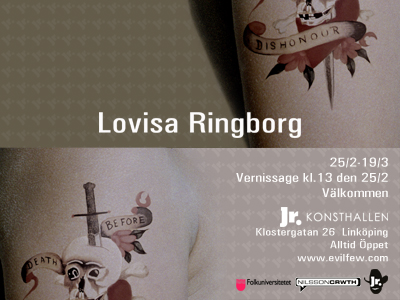 DISHONOUR
Lovisa Ringborg
25/2-19/3
Vernissage kl.13 den 25/2
Välkommen
BEFORE
Jr. KONSTHALLEN
Klostergatan 26 Linköping
Alltid Öppet
DEATH
www.evilfew.com
Folkuniversitetet NILSSONCRWTH Jr.